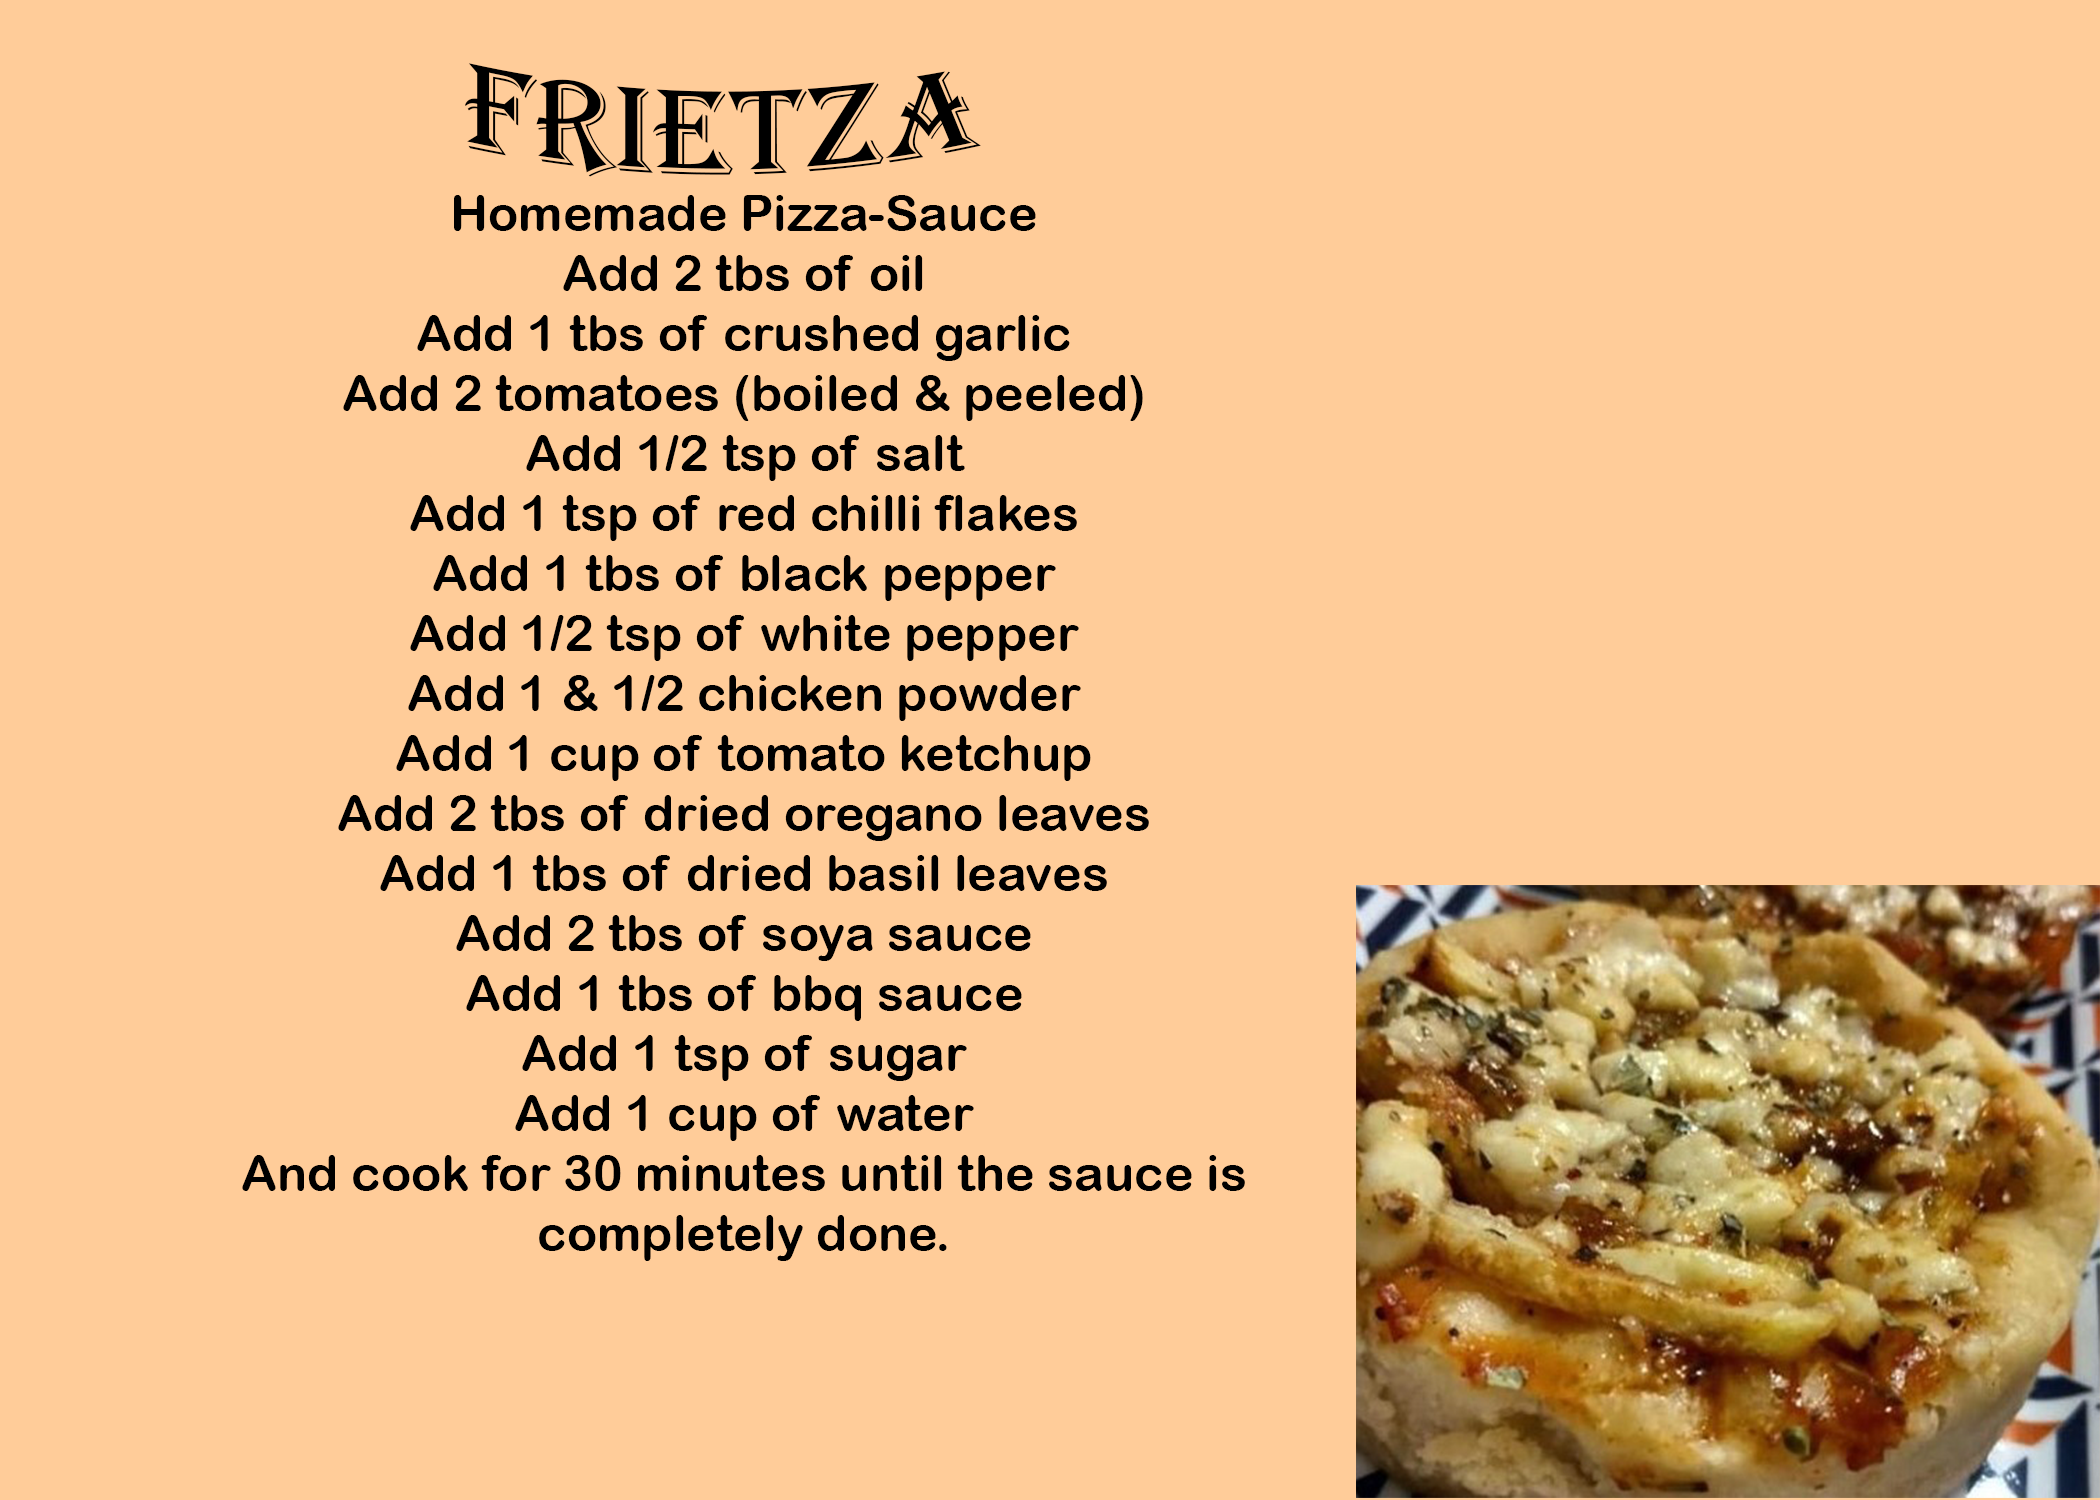 FRIETZA
Homemade Pizza-Sauce
Add 2 tbs of oil
Add 1 tbs of crushed garlic
Add 2 tomatoes (boiled & peeled)
Add 1/2 tsp of salt
Add 1 tsp of red chilli flakes
Add 1 tbs of black pepper
Add 1/2 tsp of white pepper
Add 1 & 1/2 chicken powder
Add 1 cup of tomato ketchup
Add 2 tbs of dried oregano leaves
Add 1 tbs of dried basil leaves
Add 2 tbs of soya sauce
Add 1 tbs of bbq sauce
Add 1 tsp of sugar
Add 1 cup of water
And cook for 30 minutes until the sauce is
completely done.